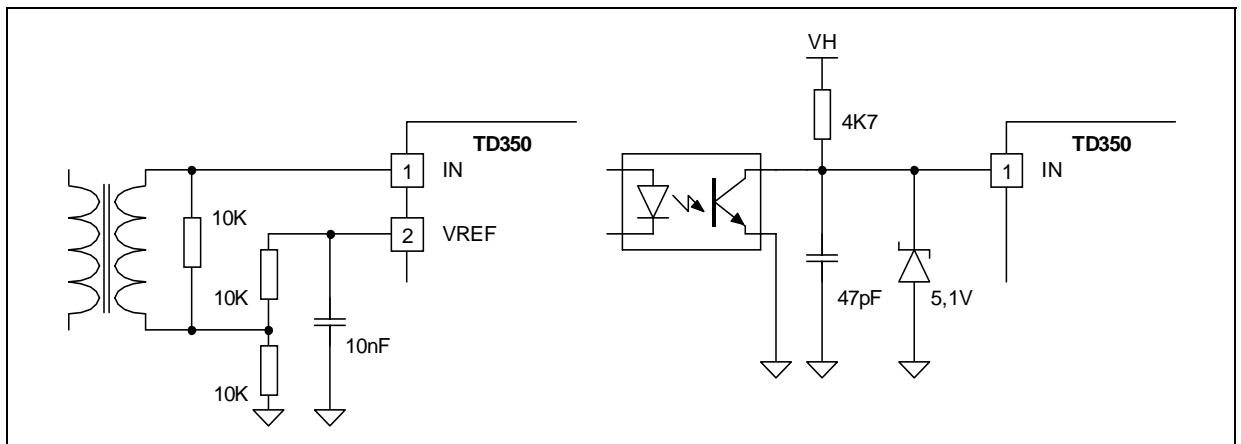 TD350
1
IN
10K
2
VREF
10K
10nF
10K
VH
4K7
TD350
1
IN
47pF
5,1V